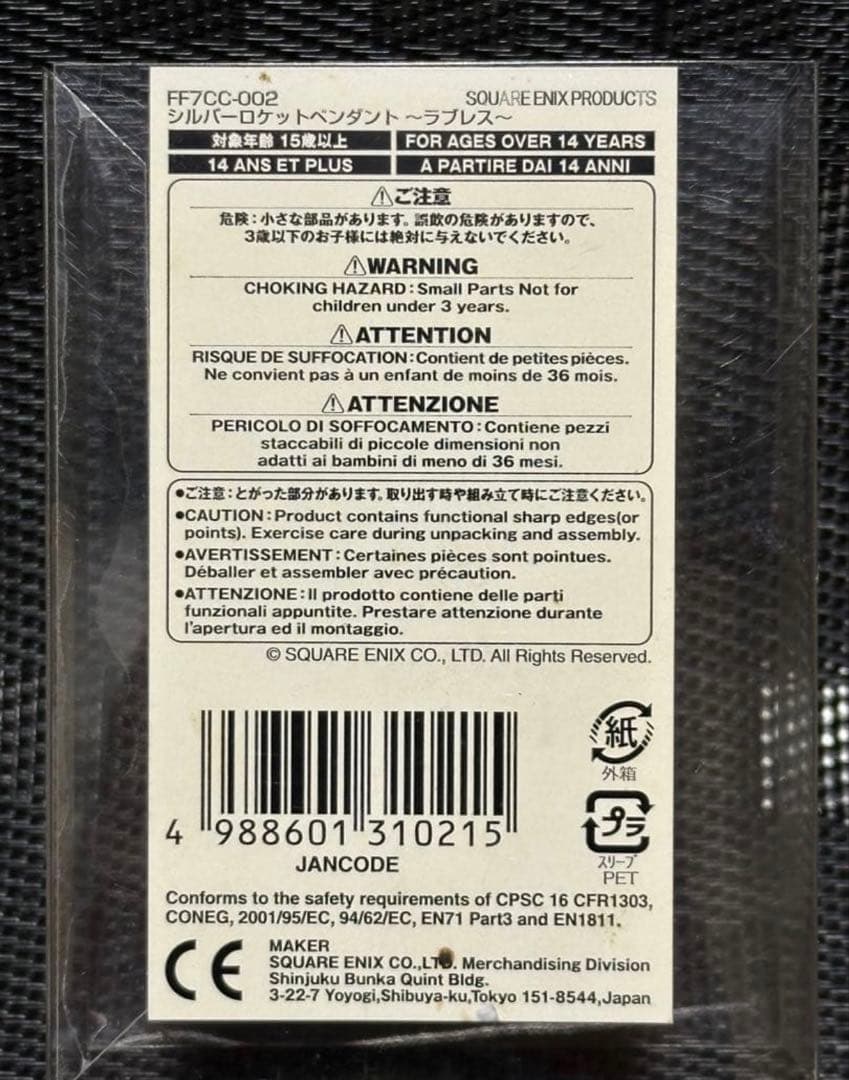 FF7CC-002
SQUARE ENIX PRODUCTS
シルバーロケットペンダント 〜ラブレス〜
対象年齢 15歳以上
FOR AGES OVER 14 YEARS
14 ANS ET PLUS
A PARTIRE DAI 14 ANNI
⚠ご注意
危険：小さな部品があります。誤飲の危険がありますので、
3歳以下のお子様には絶対に与えないでください。
⚠WARNING
CHOKING HAZARD：Small Parts Not for
children under 3 years.
⚠ATTENTION
RISQUE DE SUFFOCATION：Contient de petites pièces.
Ne convient pas à un enfant de moins de 36 mois.
⚠ATTENZIONE
PERICOLO DI SOFFOCAMENTO：Contiene pezzi
staccabili di piccole dimensioni non
adatti ai bambini di meno di 36 mesi.
●ご注意：とがった部分があります。取り出す時や組み立て時にご注意ください。
●CAUTION：Product contains functional sharp edges(or
points). Exercise care during unpacking and assembly.
●AVERTISSEMENT：Certaines pièces sont pointues.
Déballer et assembler avec précaution.
●ATTENZIONE：Il prodotto contiene delle parti
funzionali appuntite. Prestare attenzione durante
l'apertura ed il montaggio.
© SQUARE ENIX CO., LTD. All Rights Reserved.
紙
外箱
プラ
スリーブ
PET
4 988601 310215
JANCODE
Conforms to the safety requirements of CPSC 16 CFR1303,
CONEG, 2001/95/EC, 94/62/EC, EN71 Part3 and EN1811.
CE
MAKER
SQUARE ENIX CO.,LTD. Merchandising Division
Shinjuku Bunka Quint Bldg.
3-22-7 Yoyogi,Shibuya-ku,Tokyo 151-8544,Japan